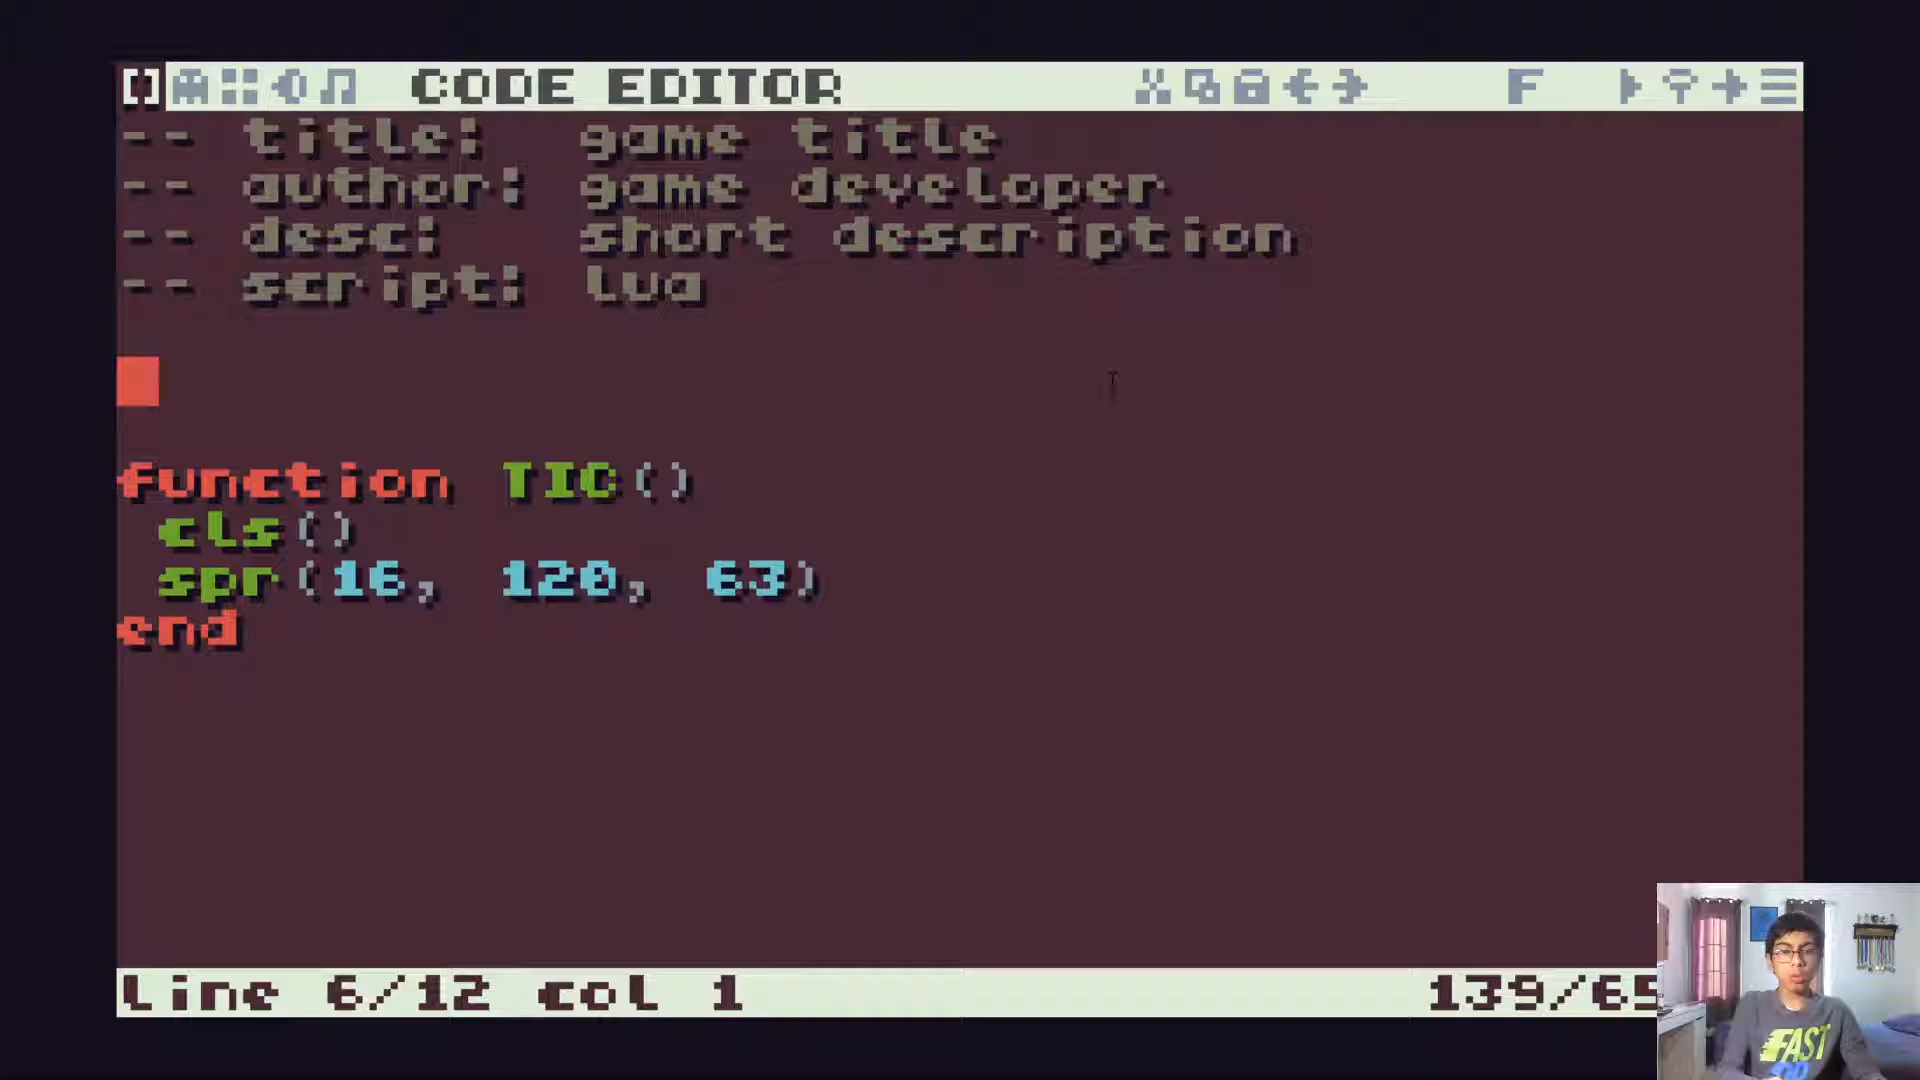 CODE EDITOR F
-- title: game title
-- author: game developer
-- desc: short description
-- script: lua
function TIC()
cls()
spr(16, 120, 63)
end
line 6/12 col 1 139/65
FAST